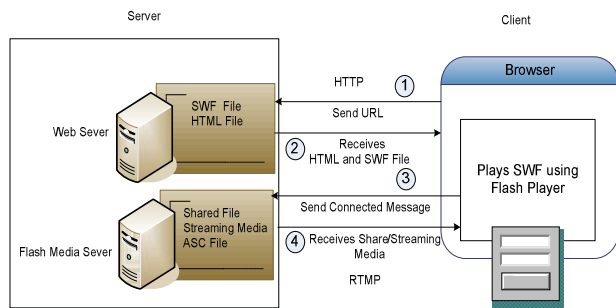 Server
Client
Browser
HTTP
1
Send URL
SWF File
HTML File
Web Sever
2
Receives
HTML and SWF File
3
Plays SWF using
Flash Player
Send Connected Message
Shared File
Streaming Media
ASC File
Flash Media Sever
4
Receives Share/Streaming
Media
RTMP